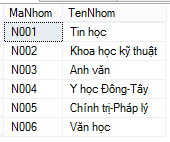 MaNhom TenNhom
N001 Tin học
N002 Khoa học kỹ thuật
N003 Anh văn
N004 Y học Đông-Tây
N005 Chính trị-Pháp lý
N006 Văn học